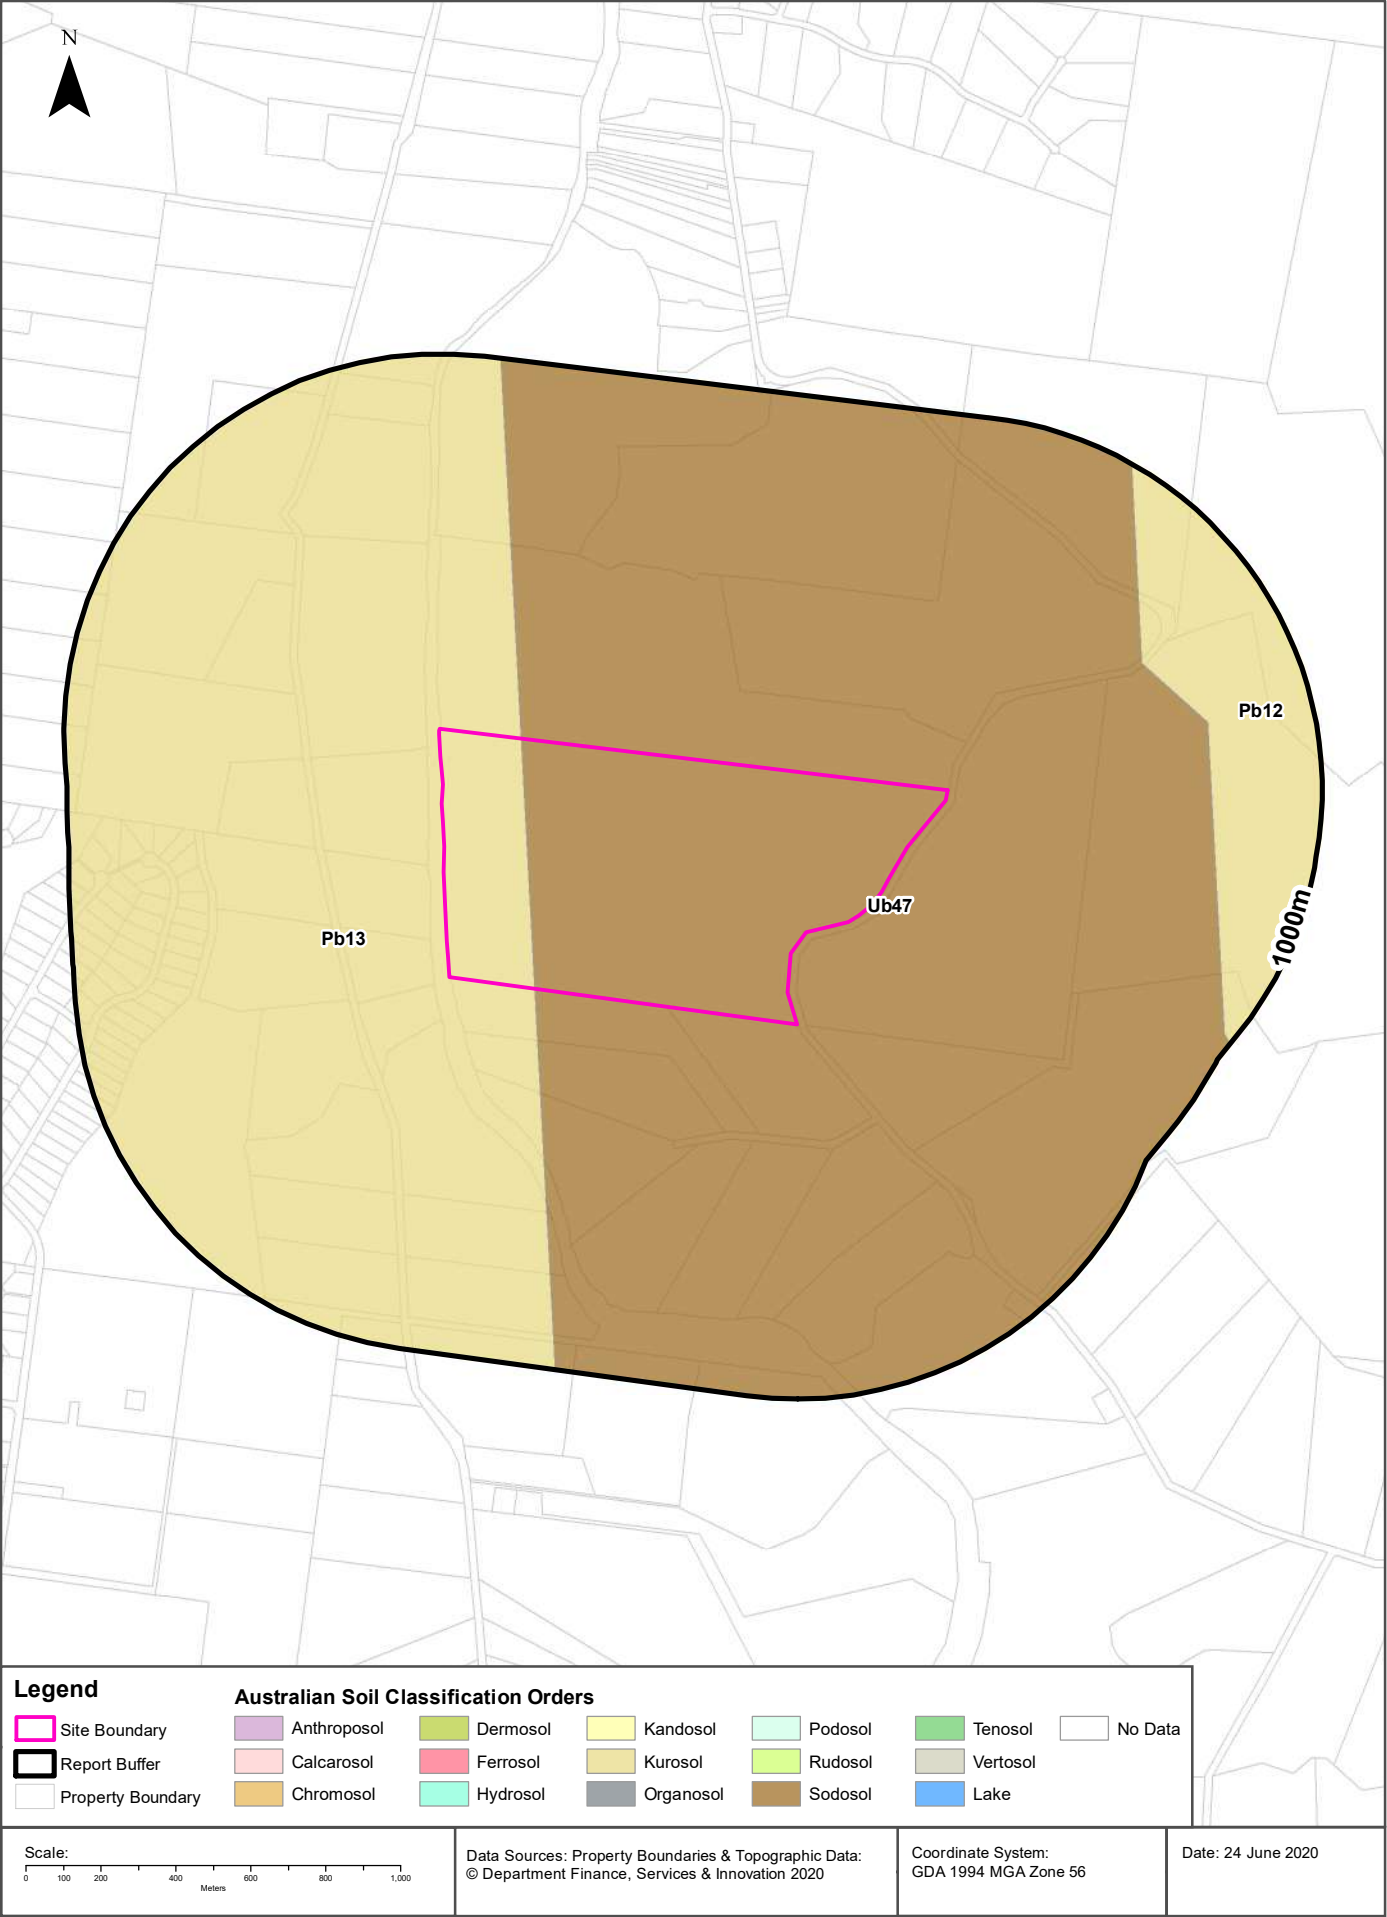 N
Pb12
Ub47
Pb13
1000m
Legend
Site Boundary
Report Buffer
Property Boundary
Australian Soil Classification Orders
Anthroposol
Calcarosol
Chromosol
Dermosol
Ferrosol
Hydrosol
Kandosol
Kurosol
Organosol
Podosol
Rudosol
Sodosol
Tenosol
Vertosol
Lake
No Data
Scale:
0 100 200 400 600 800 1,000
Meters
Data Sources: Property Boundaries & Topographic Data:
© Department Finance, Services & Innovation 2020
Coordinate System:
GDA 1994 MGA Zone 56
Date: 24 June 2020